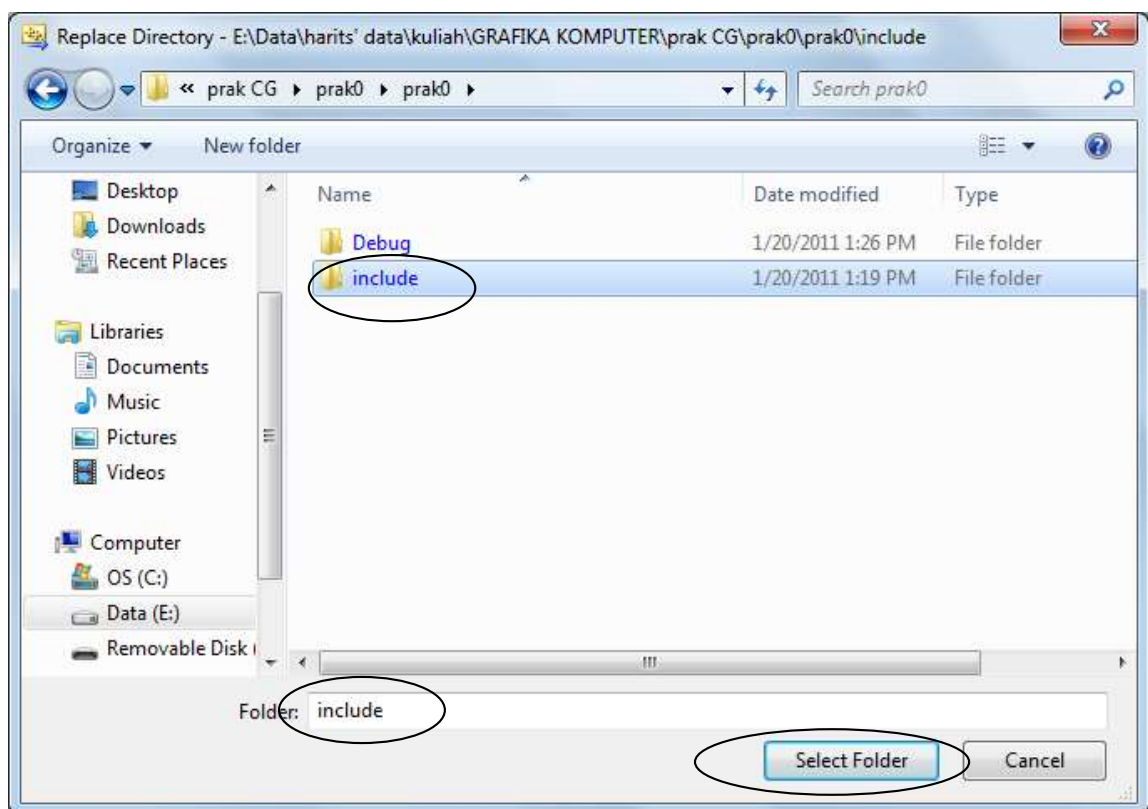 Replace Directory - E:\Data\harits' data\kuliah\GRAFIKA KOMPUTER\prak CG\prak0\prak0\include
« prak CG prak0 prak0
Search prak0
Organize New folder
Desktop
Downloads
Recent Places
Libraries
Documents
Music
Pictures
Videos
Computer
OS (C:)
Data (E:)
Removable Disk (
Name Date modified Type
Debug 1/20/2011 1:26 PM File folder
include 1/20/2011 1:19 PM File folder
Folder: include
Select Folder Cancel